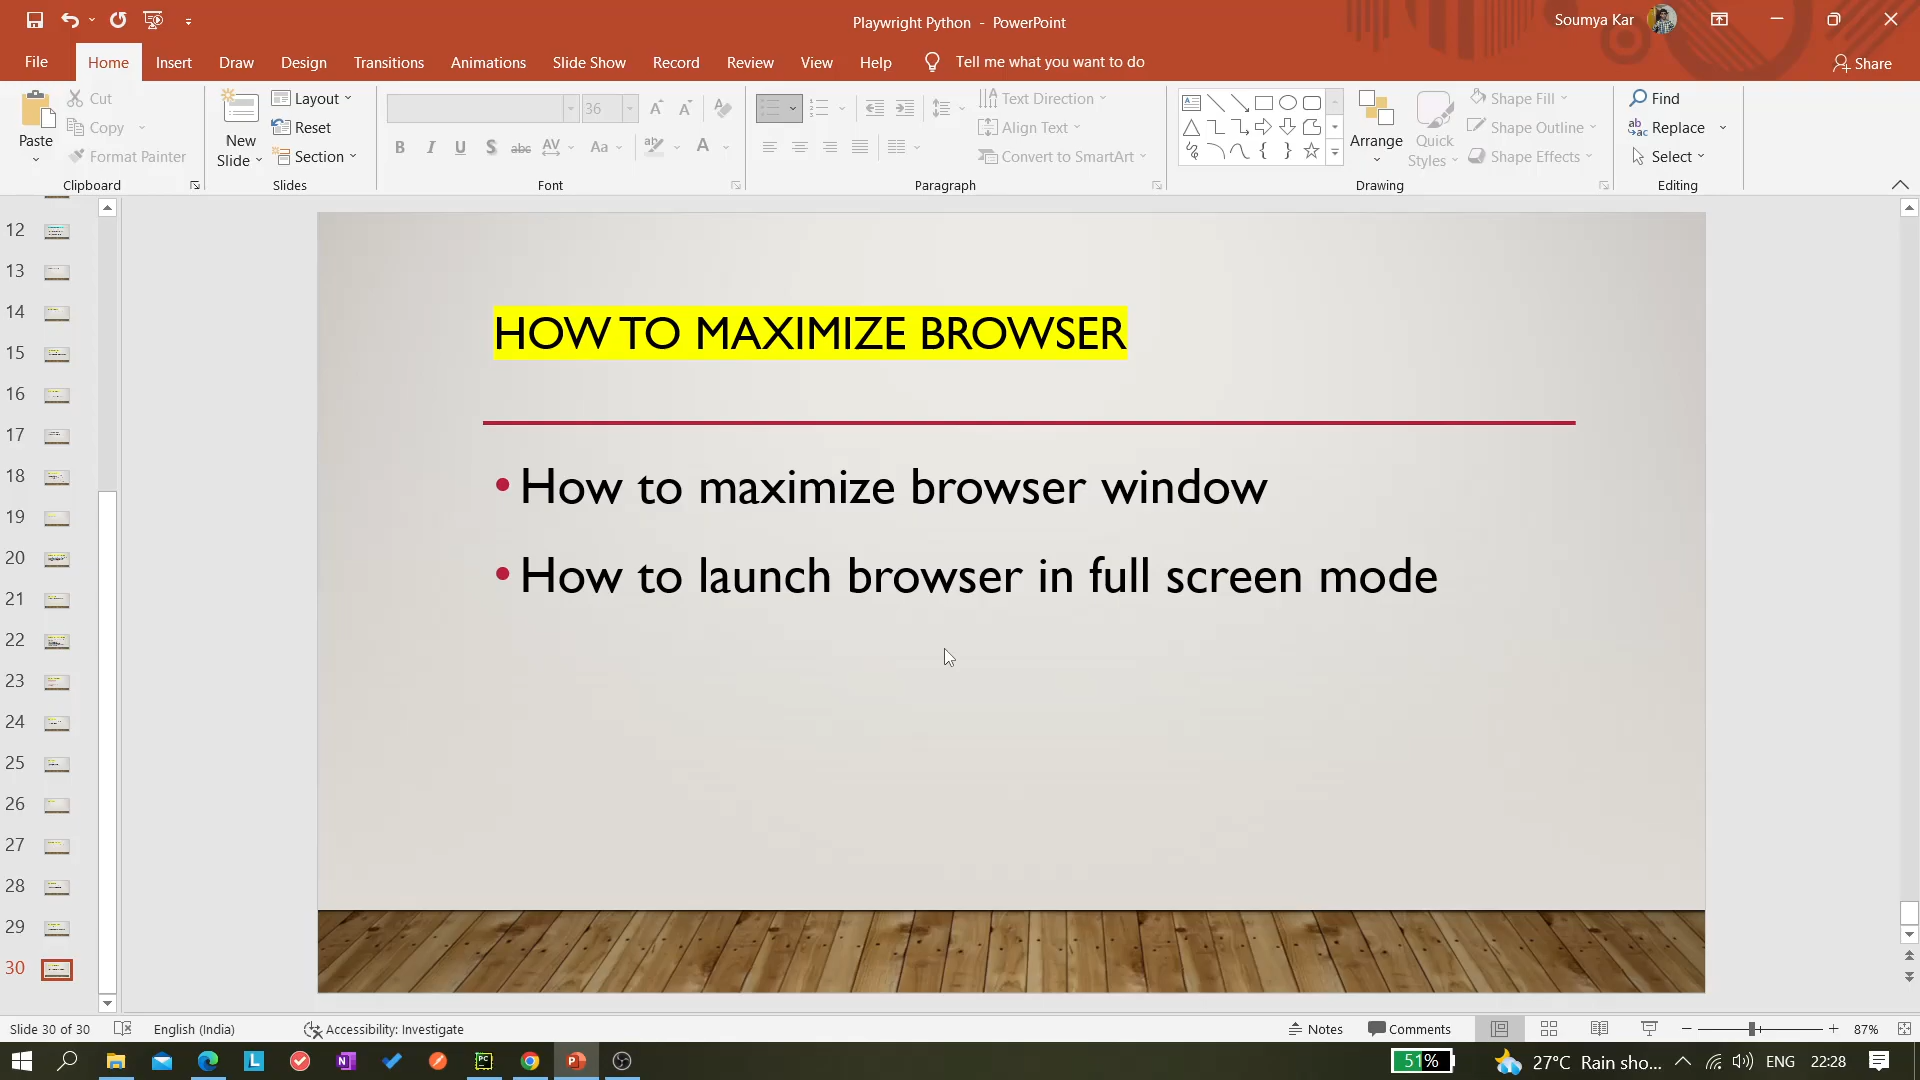 Playwright Python - PowerPoint
Soumya Kar
File
Home
Insert
Draw
Design
Transitions
Animations
Slide Show
Record
Review
View
Help
Tell me what you want to do
Share
Paste
Cut
Copy
Format Painter
Clipboard
New Slide
Layout
Reset
Section
Slides
36
B I U S abc AV Aa A
Font
Text Direction
Align Text
Convert to SmartArt
Paragraph
Arrange
Quick Styles
Shape Fill
Shape Outline
Shape Effects
Drawing
Find
Replace
Select
Editing
12
13
14
15
16
17
18
19
20
21
22
23
24
25
26
27
28
29
30
HOW TO MAXIMIZE BROWSER
• How to maximize browser window
• How to launch browser in full screen mode
Slide 30 of 30
English (India)
Accessibility: Investigate
Notes
Comments
87%
51%
27°C Rain sho...
ENG
22:28